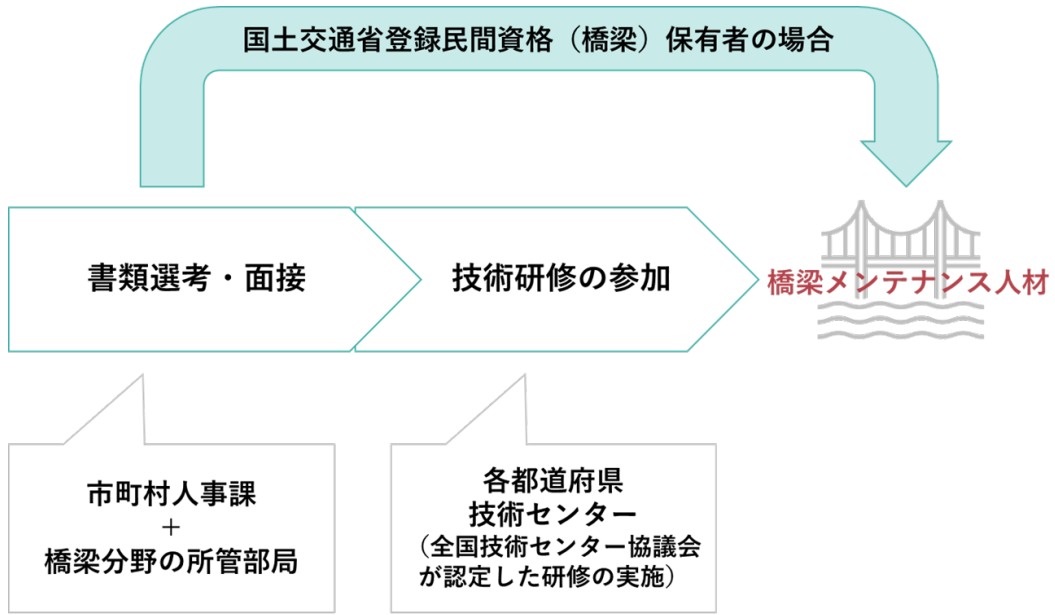 国土交通省登録民間資格（橋梁）保有者の場合
書類選考・面接
技術研修の参加
橋梁メンテナンス人材
市町村人事課
＋
橋梁分野の所管部局
各都道府県
技術センター
（全国技術センター協議会
が認定した研修の実施）